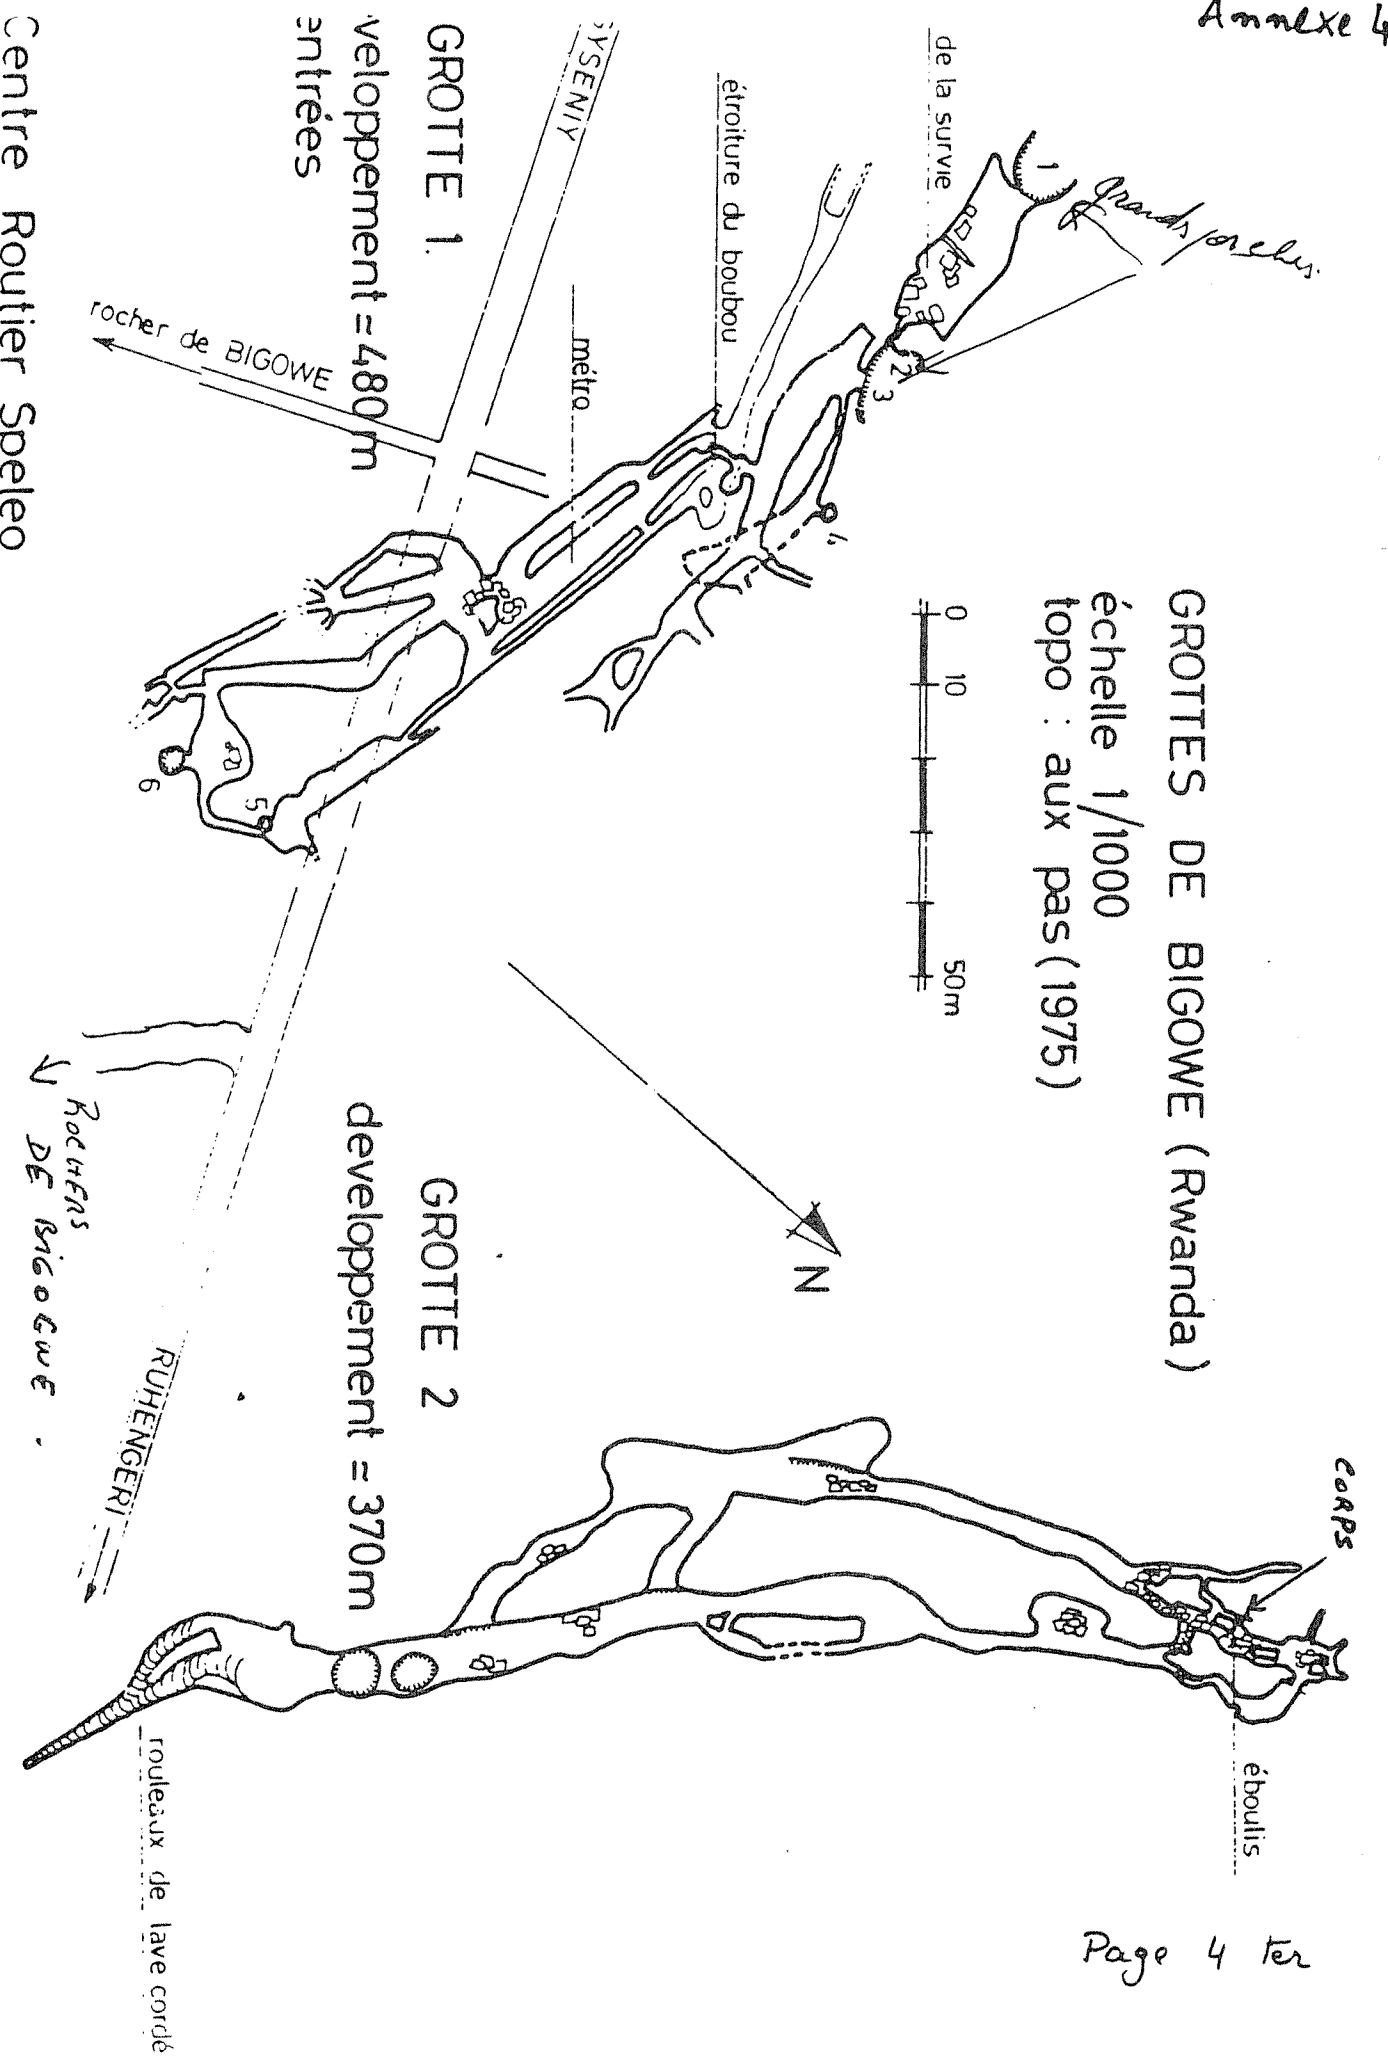 Annexe 4
GROTTES DE BIGOWE (Rwanda)
échelle 1/1000
topo : aux pas (1975)
0 10 50m
grands
de la survie
étroiture du boubou
métro
1
2
3
4
5
6
GYSENIY
GROTTE 1.
veloppement = 480m
entrées
rocher de BIGOWE
Centre Routier Speleo
N
ROCHERS
DE BIGOGWE.
RUHENGERI
GROTTE 2
developpement = 370m
CORPS
éboulis
rouleaux de lave cordé
Page 4 ter